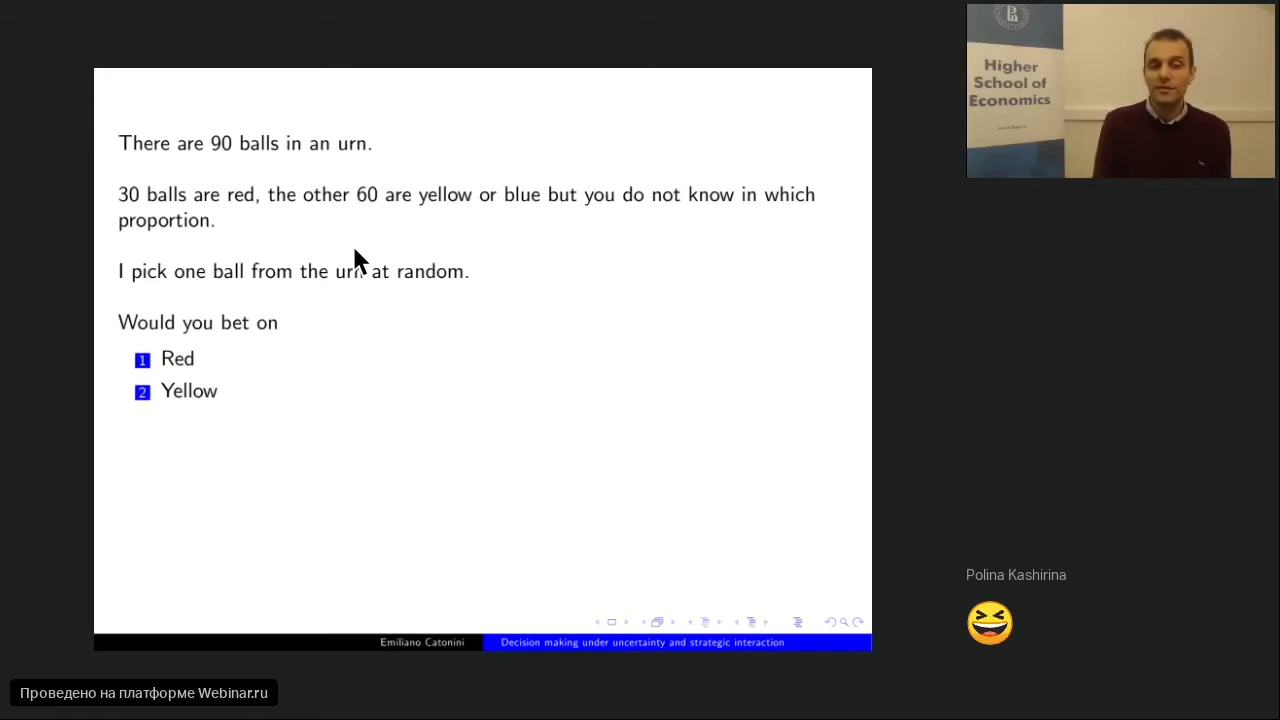 There are 90 balls in an urn.
30 balls are red, the other 60 are yellow or blue but you do not know in which
proportion.
I pick one ball from the urn at random.
Would you bet on
1 Red
2 Yellow
Emiliano Catonini
Decision making under uncertainty and strategic interaction
Higher
School of
Economics
Polina Kashirina
Проведено на платформе Webinar.ru